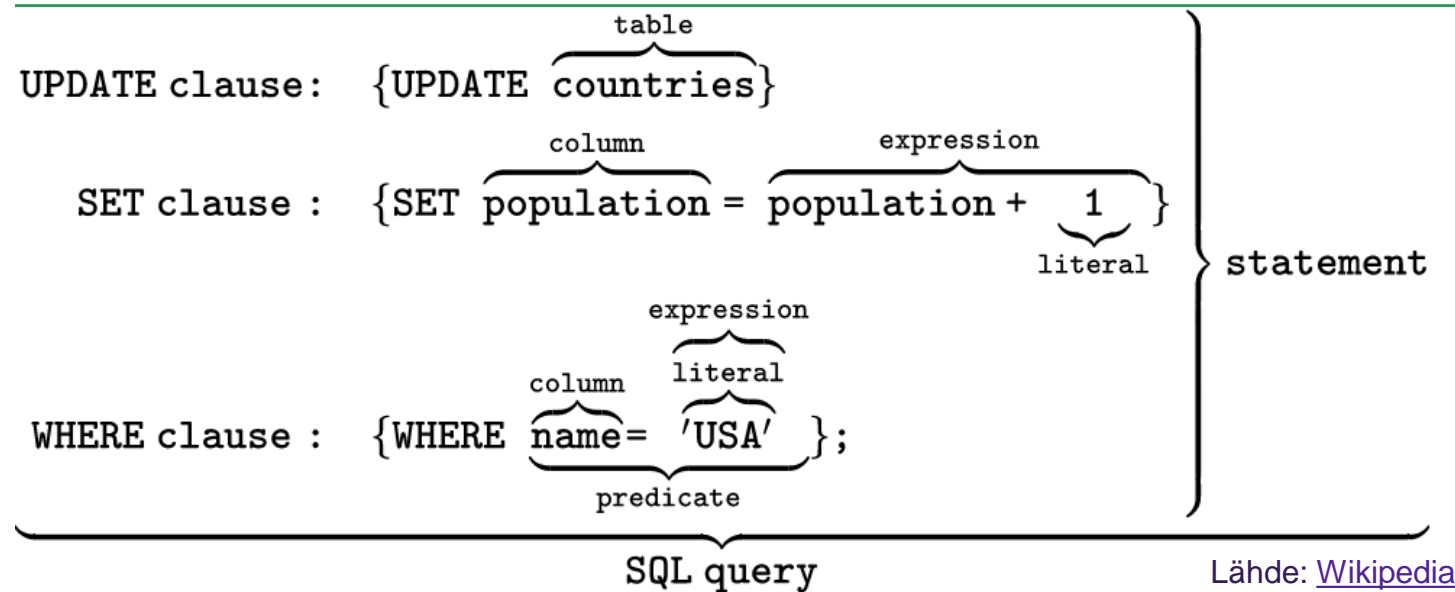 table
UPDATE clause: {UPDATE countries}
column expression
SET clause : {SET population = population + 1 }
literal
statement
expression
literal
column
WHERE clause : {WHERE name= 'USA' };
predicate
SQL query
Lähde: Wikipedia